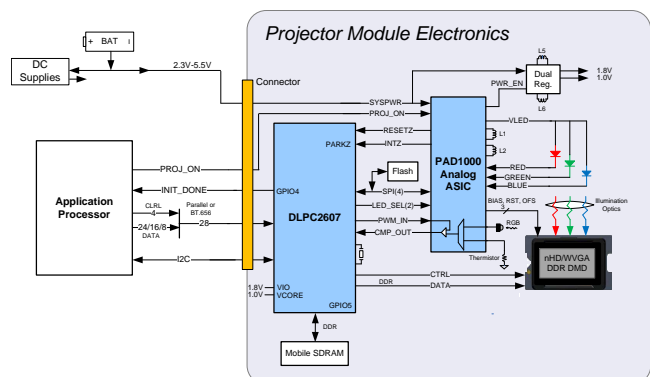 Projector Module Electronics
+ BAT -
DC
Supplies
2.3V-5.5V
Connector
L5
Dual
Reg.
1.8V
1.0V
L6
PWR_EN
SYSPWR
PROJ_ON
VLED
RESETZ
PARKZ
INTZ
L1
L2
PAD1000
Analog
ASIC
RED
GREEN
BLUE
Application
Processor
PROJ_ON
INIT_DONE
GPIO4
Flash
SPI(4)
DLPC2607
LED_SEL(2)
PWM_IN
CMP_OUT
BIAS, RST, OFS
3
Illumination
Optics
RGB
Thermistor
CLRL
4
Parallel or
BT.656
28
24/16/8
DATA
I2C
CTRL
DDR
DATA
nHD/WVGA
DDR DMD
1.8V
1.0V
VIO
VCORE
GPIO5
DDR
Mobile SDRAM